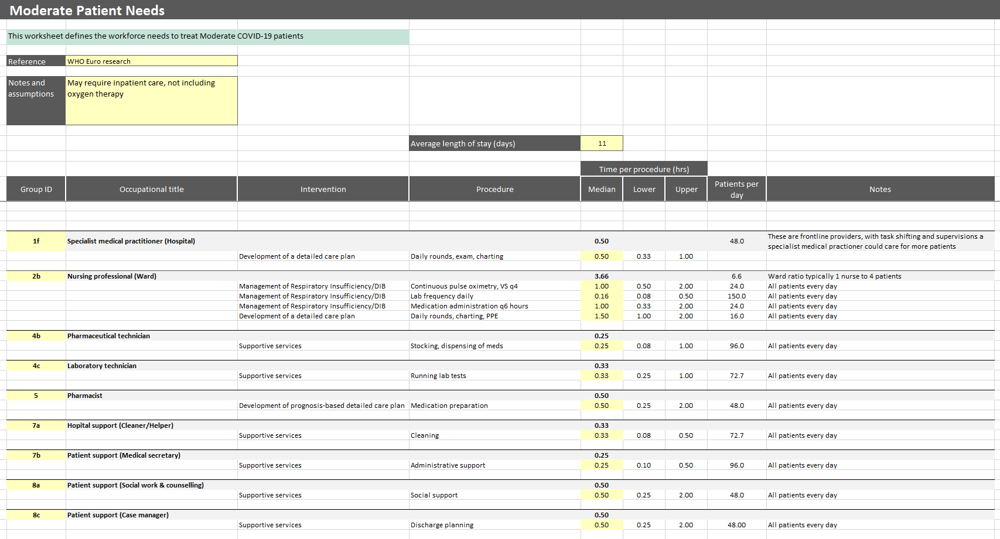 Moderate Patient Needs
This worksheet defines the workforce needs to treat Moderate COVID-19 patients
Reference WHO Euro research
Notes and assumptions May require inpatient care, not including
oxygen therapy
Average length of stay (days) 11
Time per procedure (hrs)
Group ID Occupational title Intervention Procedure Median Lower Upper Patients per day Notes
1f Specialist medical practitioner (Hospital) 0.50 48.0 These are frontline providers, with task shifting and supervisions a
specialist medical practioner could care for more patients
Development of a detailed care plan Daily rounds, exam, charting 0.50 0.33 1.00
2b Nursing professional (Ward) 3.66 6.6 Ward ratio typically 1 nurse to 4 patients
Management of Respiratory Insufficiency/DIB Continuous pulse oximetry, VS q4 1.00 0.50 2.00 24.0 All patients every day
Management of Respiratory Insufficiency/DIB Lab frequency daily 0.16 0.08 0.50 150.0 All patients every day
Management of Respiratory Insufficiency/DIB Medication administration q6 hours 1.00 0.33 2.00 24.0 All patients every day
Development of a detailed care plan Daily rounds, charting, PPE 1.50 1.00 2.00 16.0 All patients every day
4b Pharmaceutical technician 0.25
Supportive services Stocking, dispensing of meds 0.25 0.08 1.00 96.0 All patients every day
4c Laboratory technician 0.33
Supportive services Running lab tests 0.33 0.25 1.00 72.7 All patients every day
5 Pharmacist 0.50
Development of prognosis-based detailed care plan Medication preparation 0.50 0.25 2.00 48.0 All patients every day
7a Hopital support (Cleaner/Helper) 0.33
Supportive services Cleaning 0.33 0.08 0.50 72.7 All patients every day
7b Patient support (Medical secretary) 0.25
Supportive services Administrative support 0.25 0.10 0.50 96.0 All patients every day
8a Patient support (Social work & counselling) 0.50
Supportive services Social support 0.50 0.25 2.00 48.0 All patients every day
8c Patient support (Case manager) 0.50
Supportive services Discharge planning 0.50 0.25 2.00 48.00 All patients every day